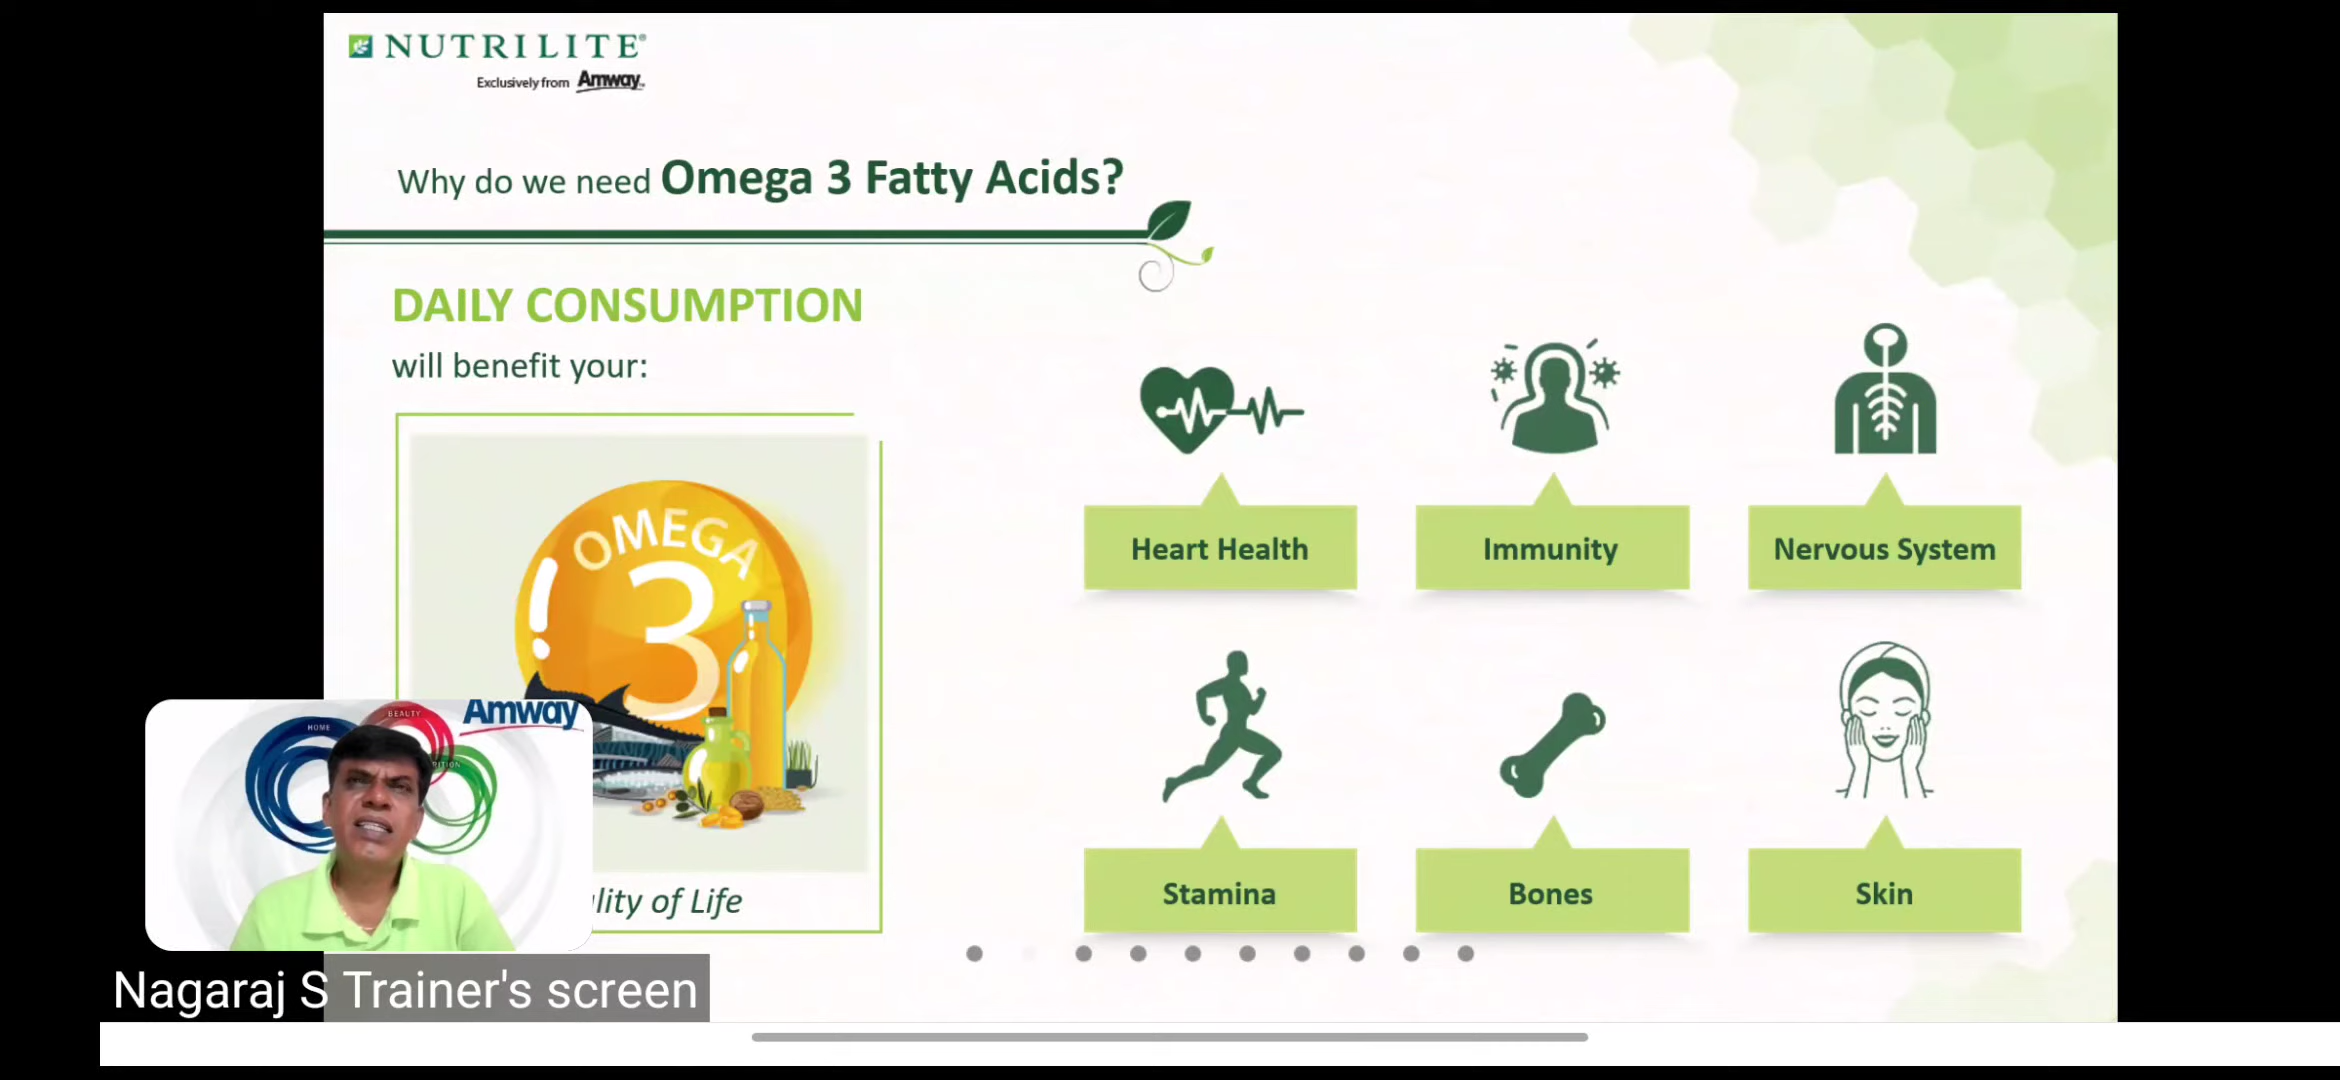 NUTRILITE®
Exclusively from Amway
Why do we need Omega 3 Fatty Acids?
DAILY CONSUMPTION
will benefit your:
OMEGA
3
Heart Health
Immunity
Nervous System
Stamina
Bones
Skin
of Life
Amway
HOME
BEAUTY
Nagaraj S Trainer's screen